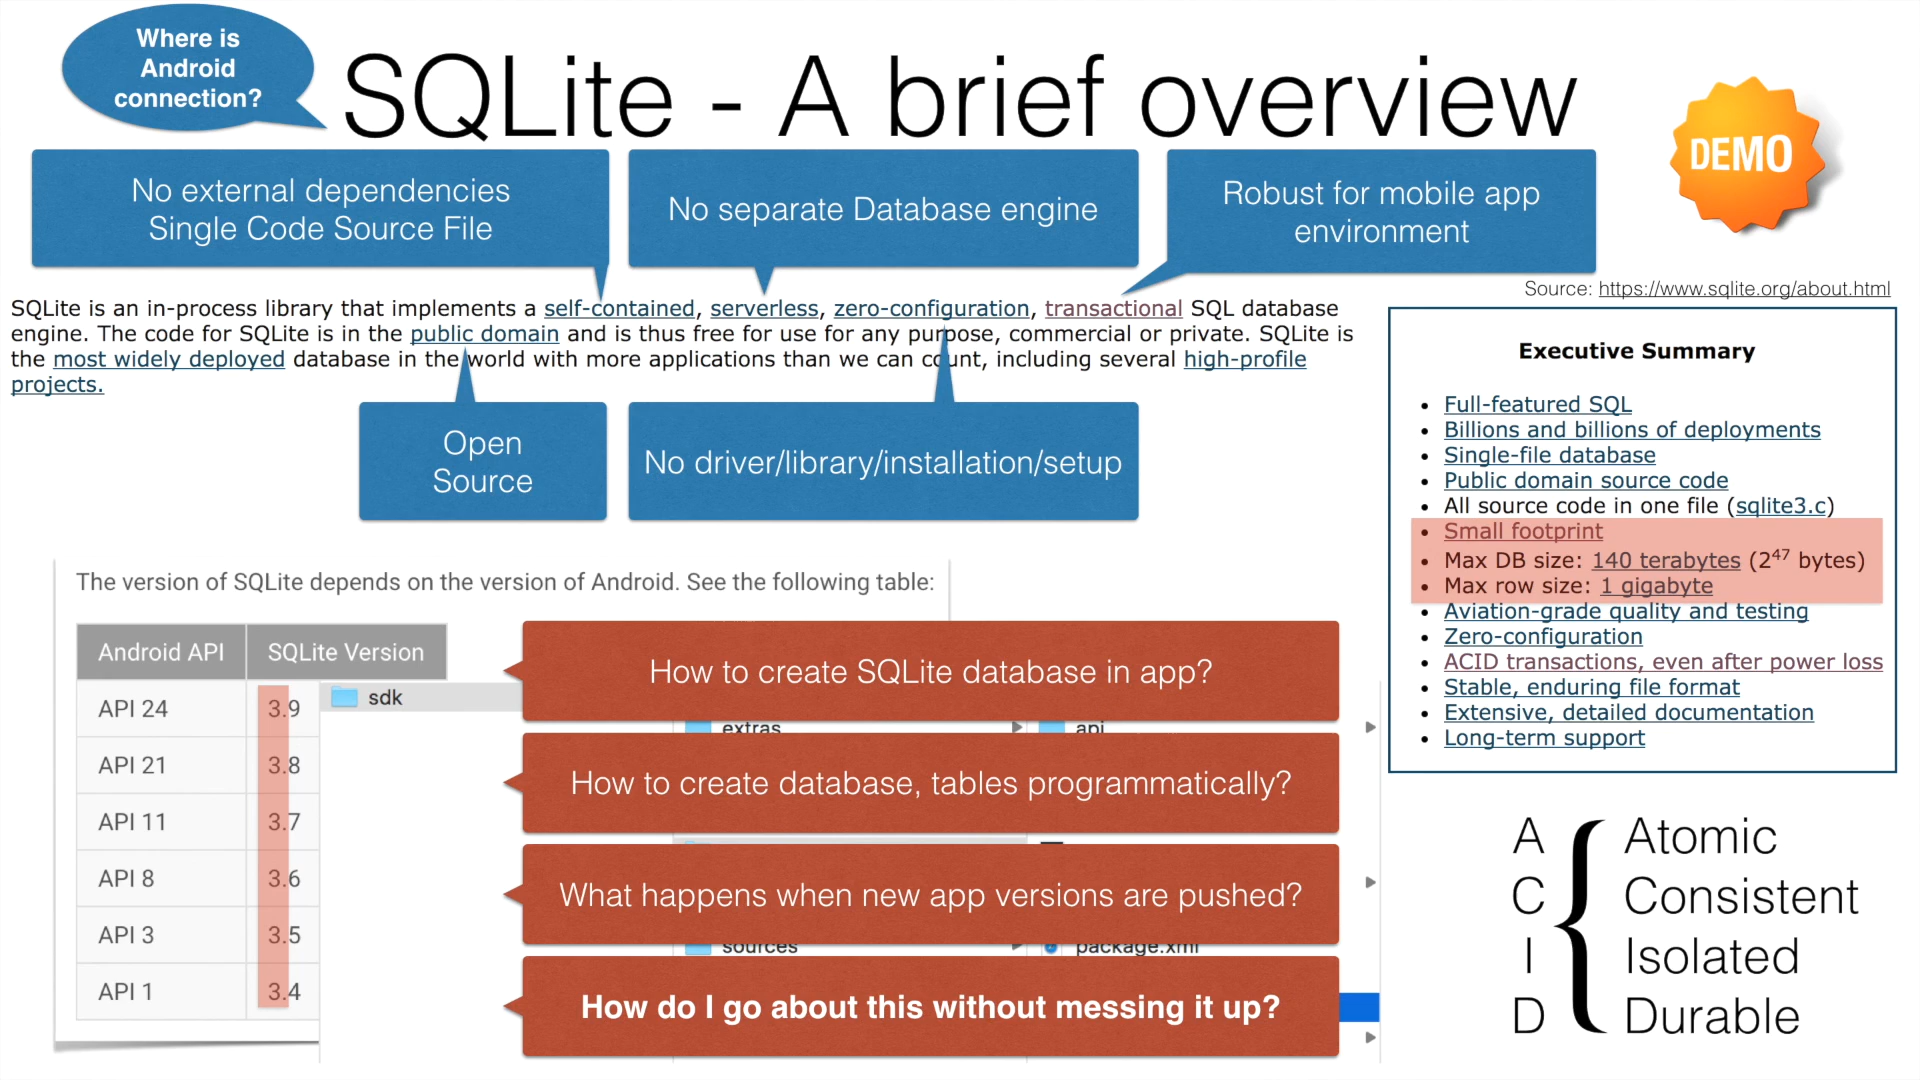 Where is
Android
connection?
SQLite - A brief overview
DEMO
No external dependencies
Single Code Source File
No separate Database engine
Robust for mobile app
environment
Source: https://www.sqlite.org/about.html
SQLite is an in-process library that implements a self-contained, serverless, zero-configuration, transactional SQL database
engine. The code for SQLite is in the public domain and is thus free for use for any purpose, commercial or private. SQLite is
the most widely deployed database in the world with more applications than we can count, including several high-profile
projects.
Open
Source
No driver/library/installation/setup
Executive Summary
• Full-featured SQL
• Billions and billions of deployments
• Single-file database
• Public domain source code
• All source code in one file (sqlite3.c)
• Small footprint
• Max DB size: 140 terabytes (2⁴⁷ bytes)
• Max row size: 1 gigabyte
• Aviation-grade quality and testing
• Zero-configuration
• ACID transactions, even after power loss
• Stable, enduring file format
• Extensive, detailed documentation
• Long-term support
The version of SQLite depends on the version of Android. See the following table:
Android API SQLite Version
API 24 3.9
API 21 3.8
API 11 3.7
API 8 3.6
API 3 3.5
API 1 3.4
sdk
How to create SQLite database in app?
extras
api
How to create database, tables programmatically?
What happens when new app versions are pushed?
sources
package.xml
How do I go about this without messing it up?
A Atomic
C Consistent
I Isolated
D Durable